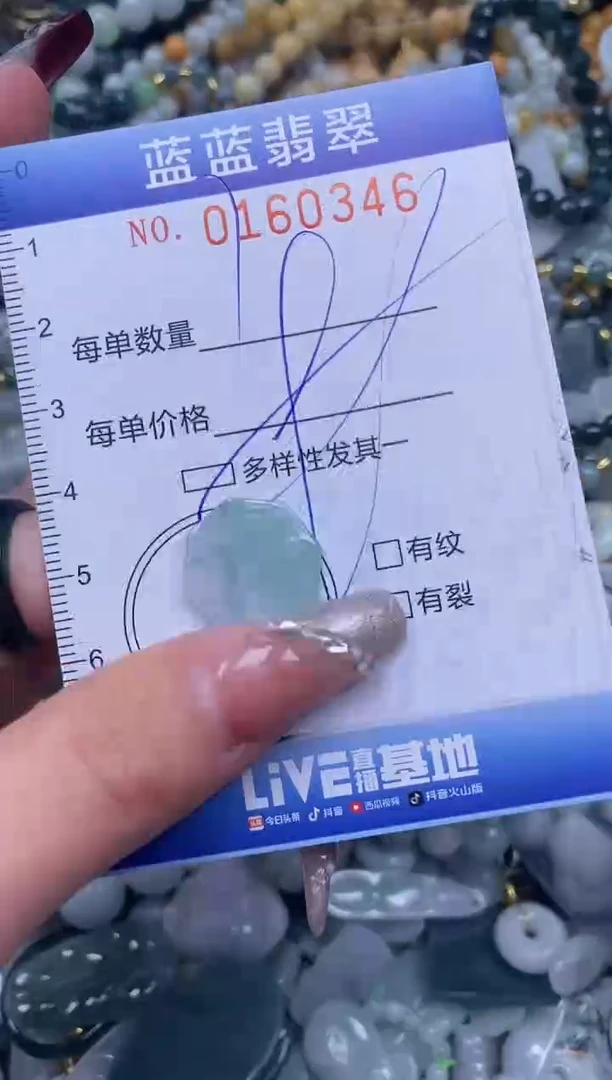 蓝蓝翡翠
NO. 0160346
0
1
2
3
4
5
6
每单数量
每单价格
多样性发其一
有纹
有裂
LiVE直播基地
头条 今日头条 抖音 西瓜视频 抖音火山版